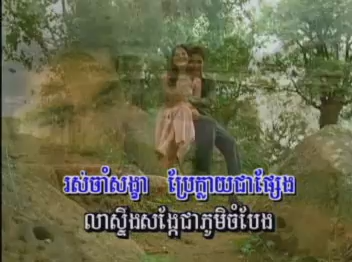 រស់ចាំសង្ខា ប្រែក្លាយជាផ្សែង
លាស្ទឹងសង្កែជាភូមិចំបែង